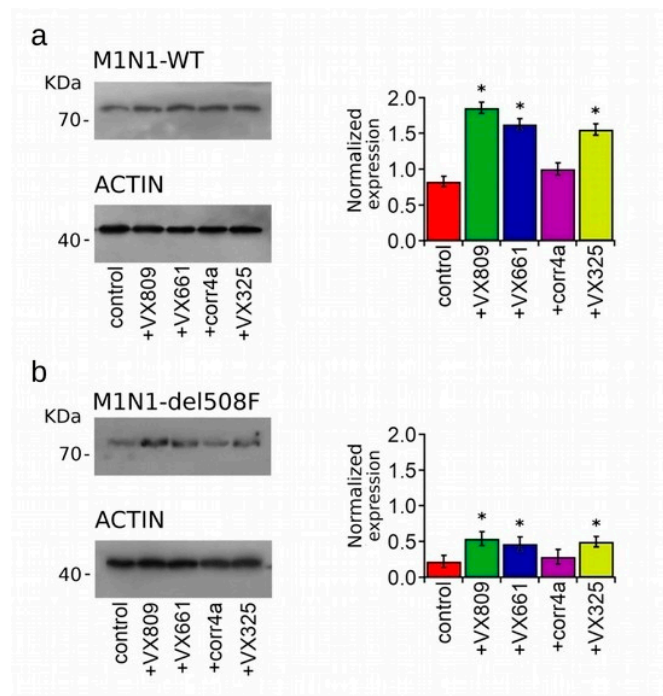 a
M1N1-WT
KDa
70-
ACTIN
40-
control
+VX809
+VX661
+corr4a
+VX325
Normalized
expression
2.0
1.5
1.0
0.5
0.0
*
*
*
control
+VX809
+VX661
+corr4a
+VX325
b
M1N1-del508F
KDa
70-
ACTIN
40-
control
+VX809
+VX661
+corr4a
+VX325
Normalized
expression
2.0
1.5
1.0
0.5
0.0
*
*
*
control
+VX809
+VX661
+corr4a
+VX325